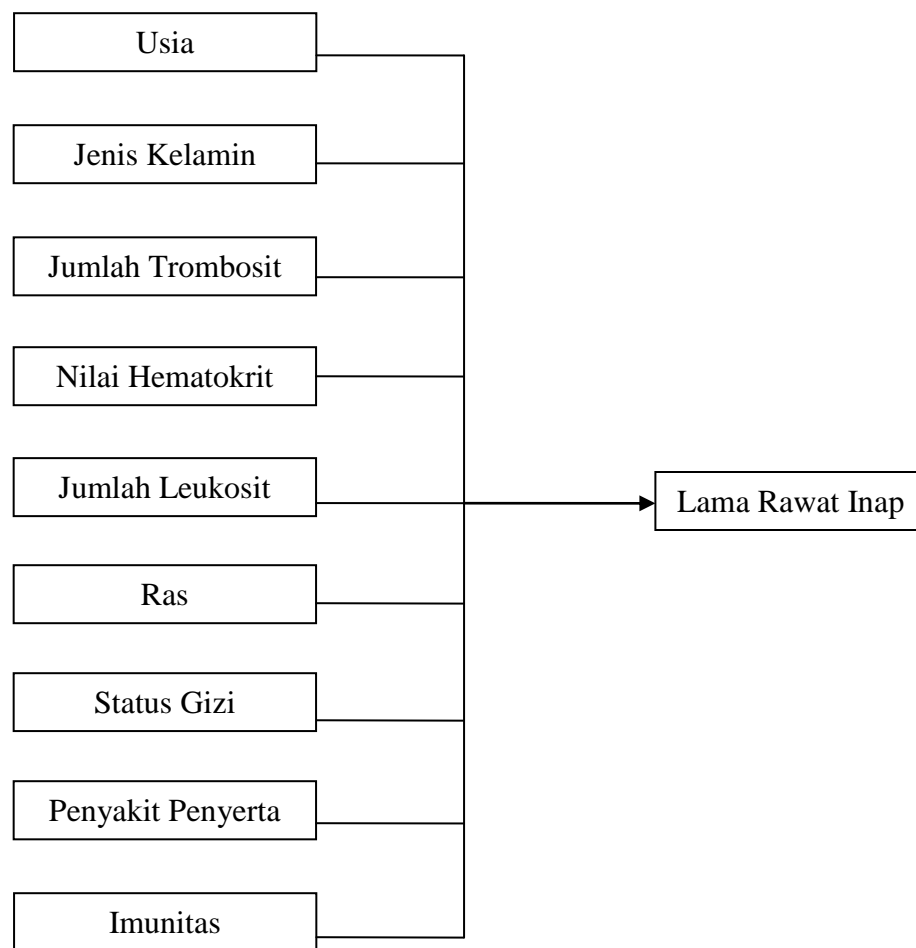 Usia
Jenis Kelamin
Jumlah Trombosit
Nilai Hematokrit
Jumlah Leukosit
Lama Rawat Inap
Ras
Status Gizi
Penyakit Penyerta
Imunitas